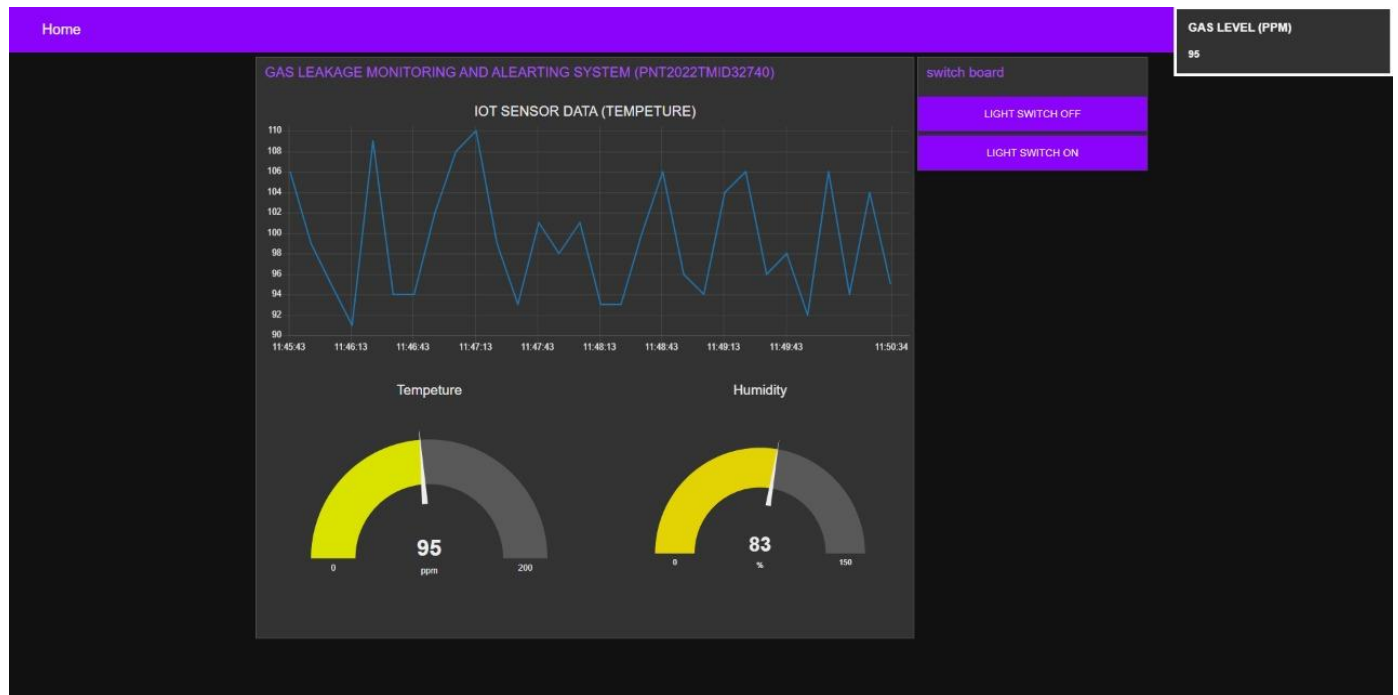 Home
GAS LEVEL (PPM)
95
GAS LEAKAGE MONITORING AND ALEARTING SYSTEM (PNT2022TMID32740)
switch board
LIGHT SWITCH OFF
LIGHT SWITCH ON
IOT SENSOR DATA (TEMPETURE)
110
108
106
104
102
100
98
96
94
92
90
11:45:43 11:46:13 11:46:43 11:47:13 11:47:43 11:48:13 11:48:43 11:49:13 11:49:43 11:50:34
Tempeture
95
ppm
0 200
Humidity
83
%
0 150